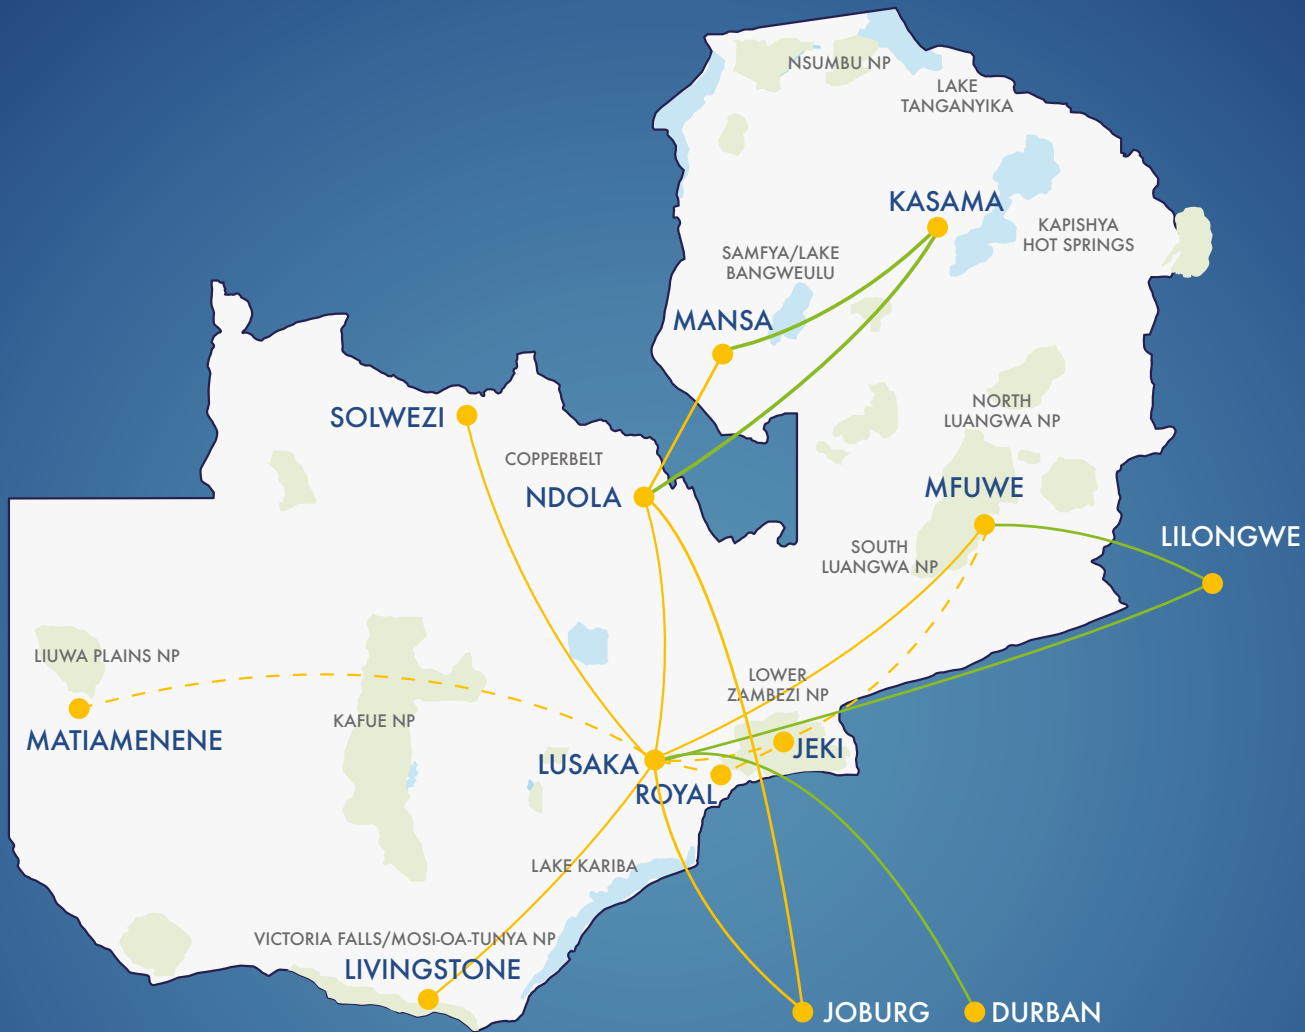 NSUMBU NP
LAKE
TANGANYIKA
KASAMA
KAPISHYA
HOT SPRINGS
SAMFYA/LAKE
BANGWEULU
MANSA
SOLWEZI
NORTH
LUANGWA NP
COPPERBELT
NDOLA
MFUWE
LILONGWE
SOUTH
LUANGWA NP
LIUWA PLAINS NP
LOWER
ZAMBEZI NP
KAFUE NP
MATIAMENENE
JEKI
LUSAKA
ROYAL
LAKE KARIBA
VICTORIA FALLS/MOSI-OA-TUNYA NP
LIVINGSTONE
JOBURG
DURBAN